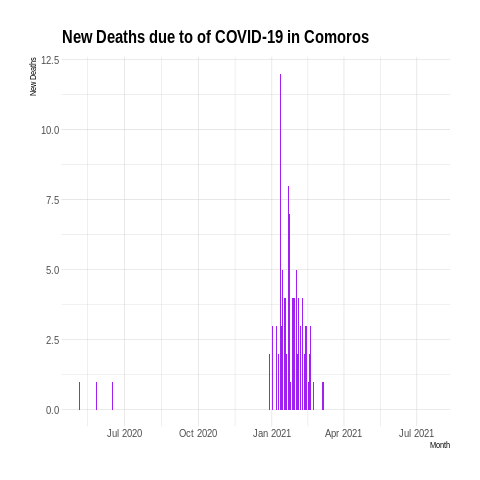 New Deaths due to of COVID-19 in Comoros
New Deaths
12.5
10.0
7.5
5.0
2.5
0.0
Jul 2020 Oct 2020 Jan 2021 Apr 2021 Jul 2021
Month